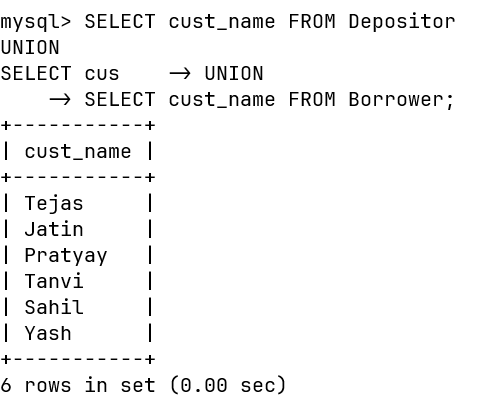 mysql> SELECT cust_name FROM Depositor
UNION
SELECT cus    -> UNION
    -> SELECT cust_name FROM Borrower;
+-----------+
| cust_name |
+-----------+
| Tejas     |
| Jatin     |
| Pratyay   |
| Tanvi     |
| Sahil     |
| Yash      |
+-----------+
6 rows in set (0.00 sec)